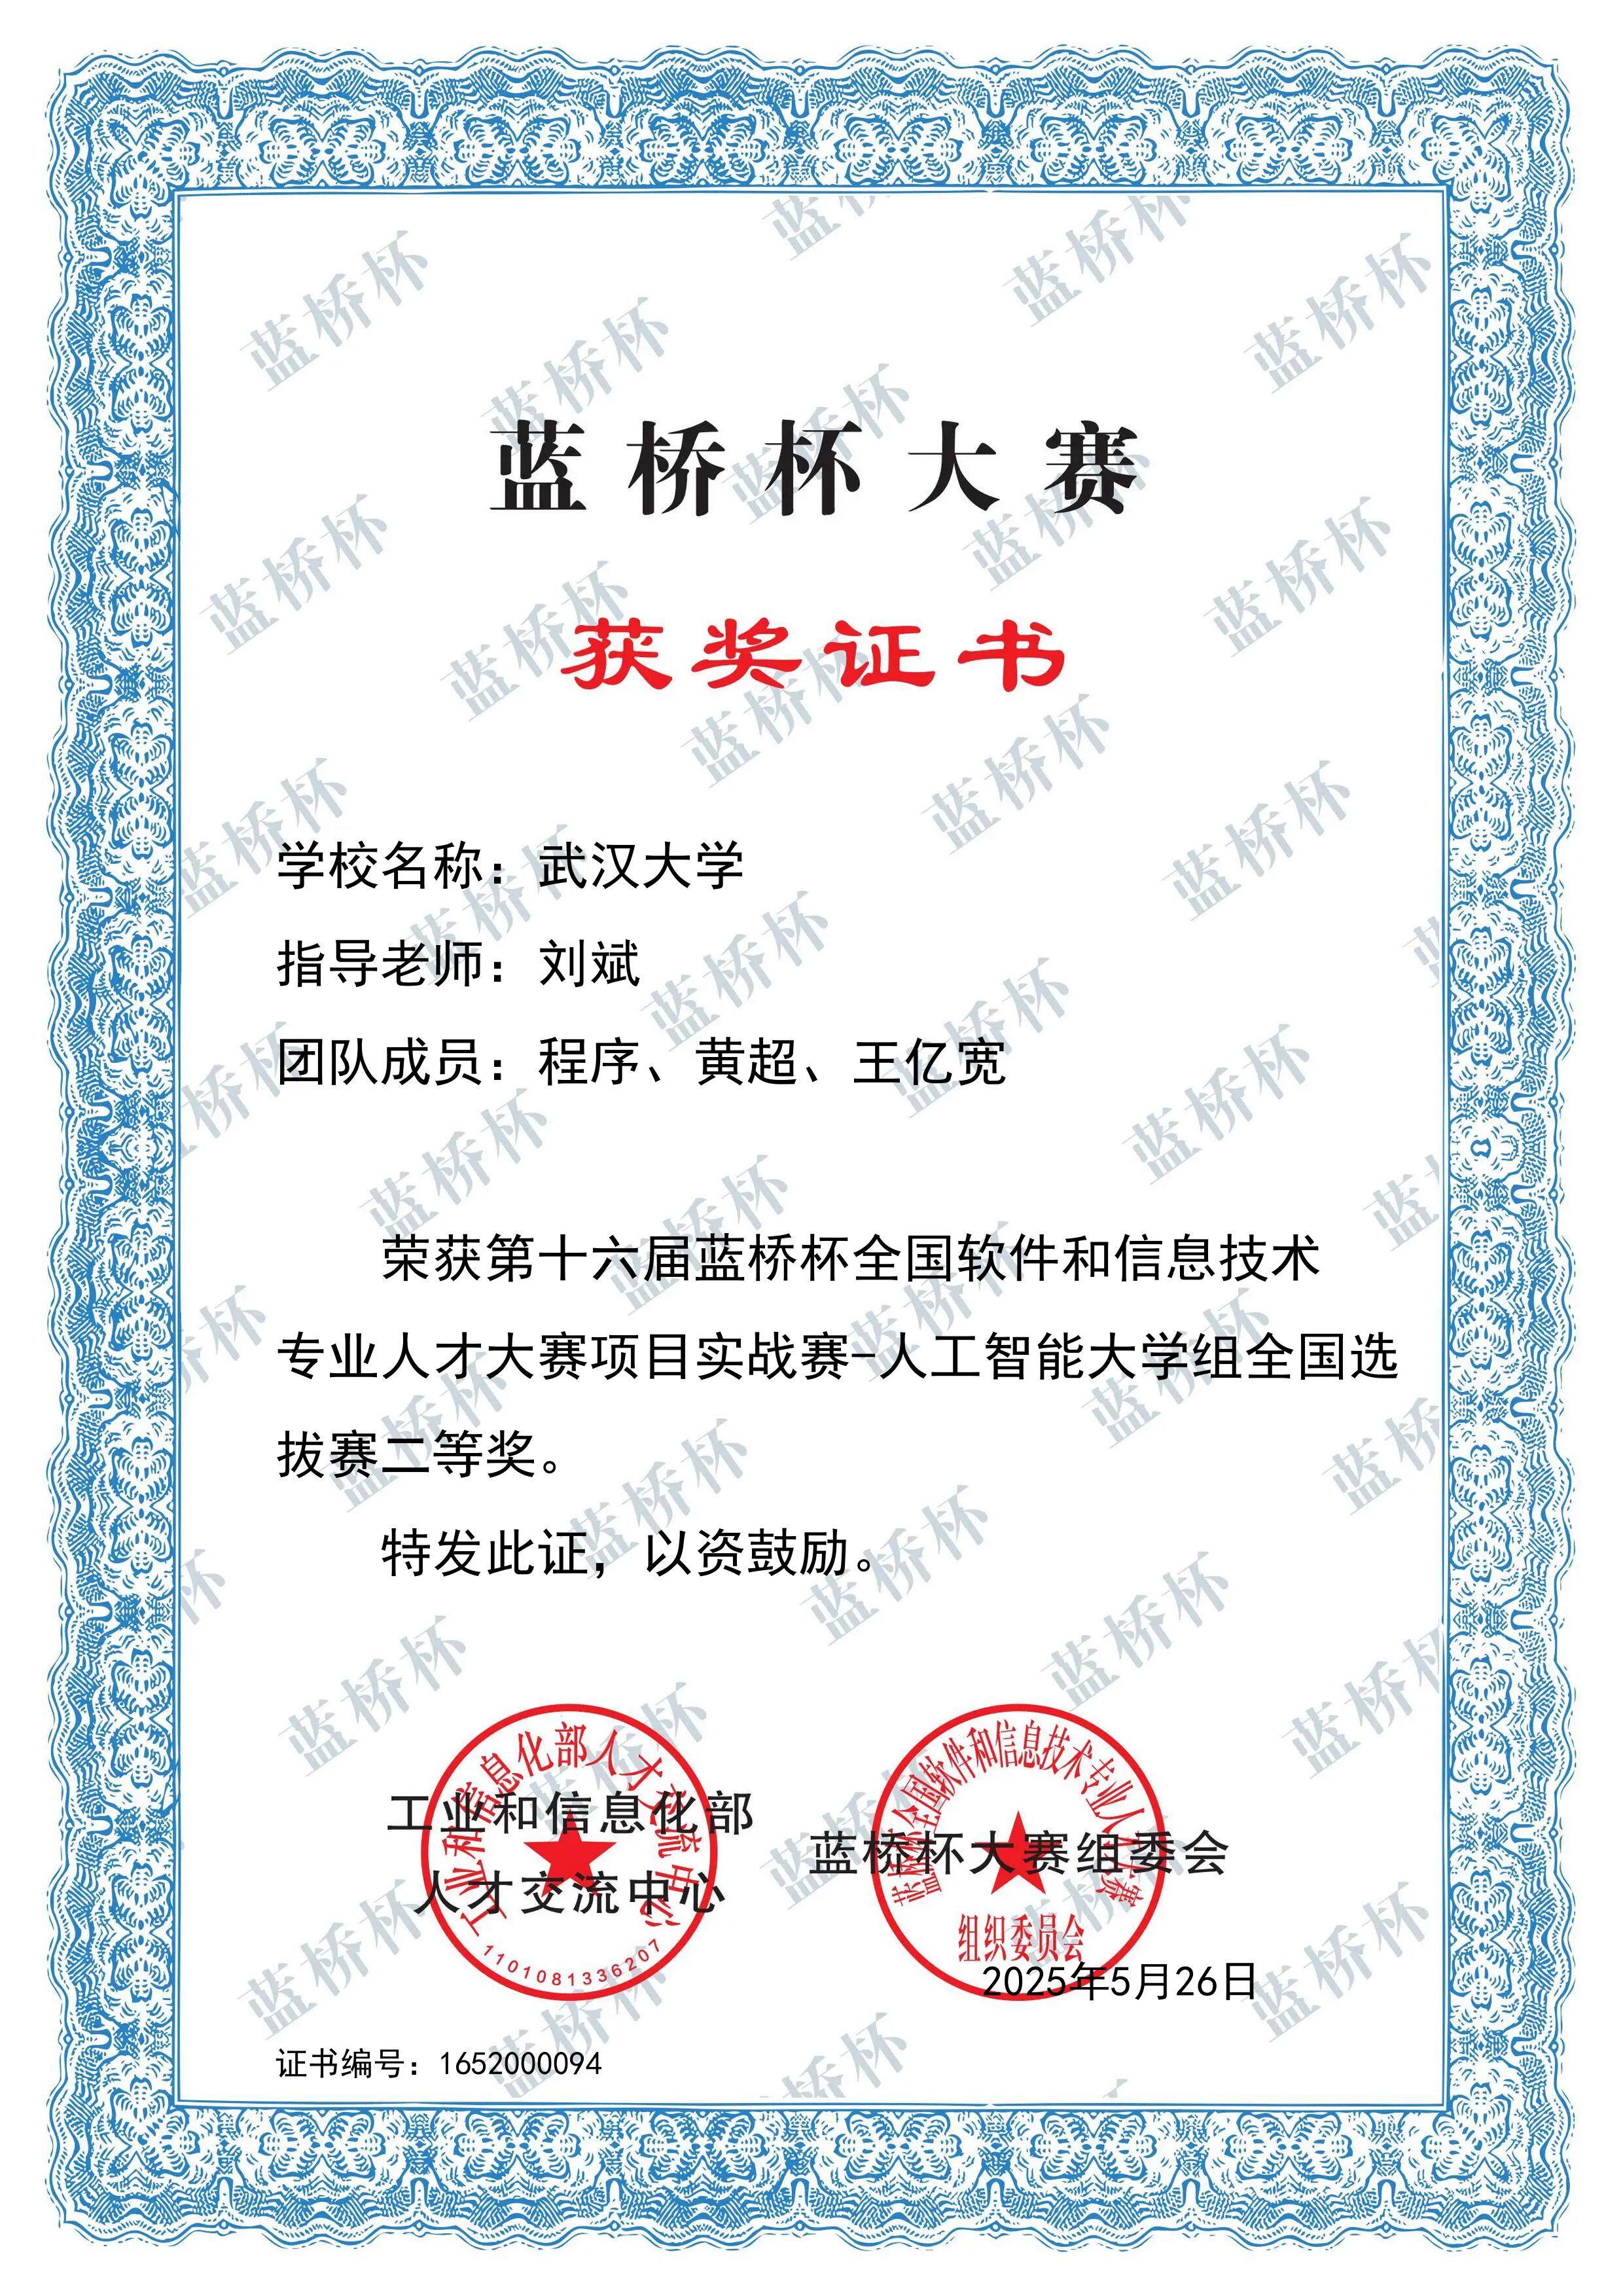 蓝桥杯大赛
获奖证书
学校名称：武汉大学
指导老师：刘斌
团队成员：程序、黄超、王亿宽
荣获第十六届蓝桥杯全国软件和信息技术
专业人才大赛项目实战赛-人工智能大学组全国选
拔赛二等奖。
特发此证，以资鼓励。
工业和信息化部人才交流中心
1101081336207
工业和信息化部
人才交流中心
蓝桥杯全国软件和信息技术专业人才大赛
组织委员会
蓝桥杯大赛组委会
2025年5月26日
证书编号：1652000094
蓝桥杯